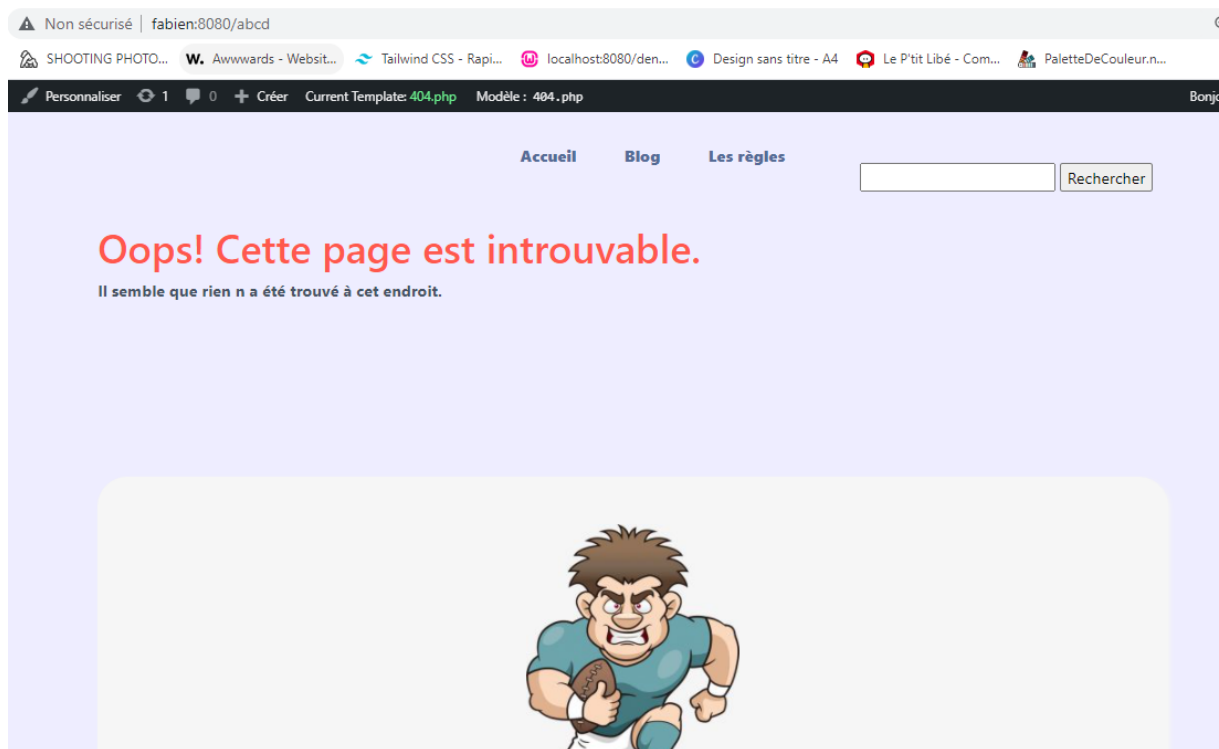 Non sécurisé fabien:8080/abcd
SHOOTING PHOTO... W. Awwwards - Websit... Tailwind CSS - Rapi... localhost:8080/den... C Design sans titre - A4 Le P'tit Libé - Com... PaletteDeCouleur.n...
Personnaliser 1 0 + Créer Current Template: 404.php Modèle : 404.php Bonjo
Accueil Blog Les règles
Rechercher
Oops! Cette page est introuvable.
Il semble que rien n a été trouvé à cet endroit.